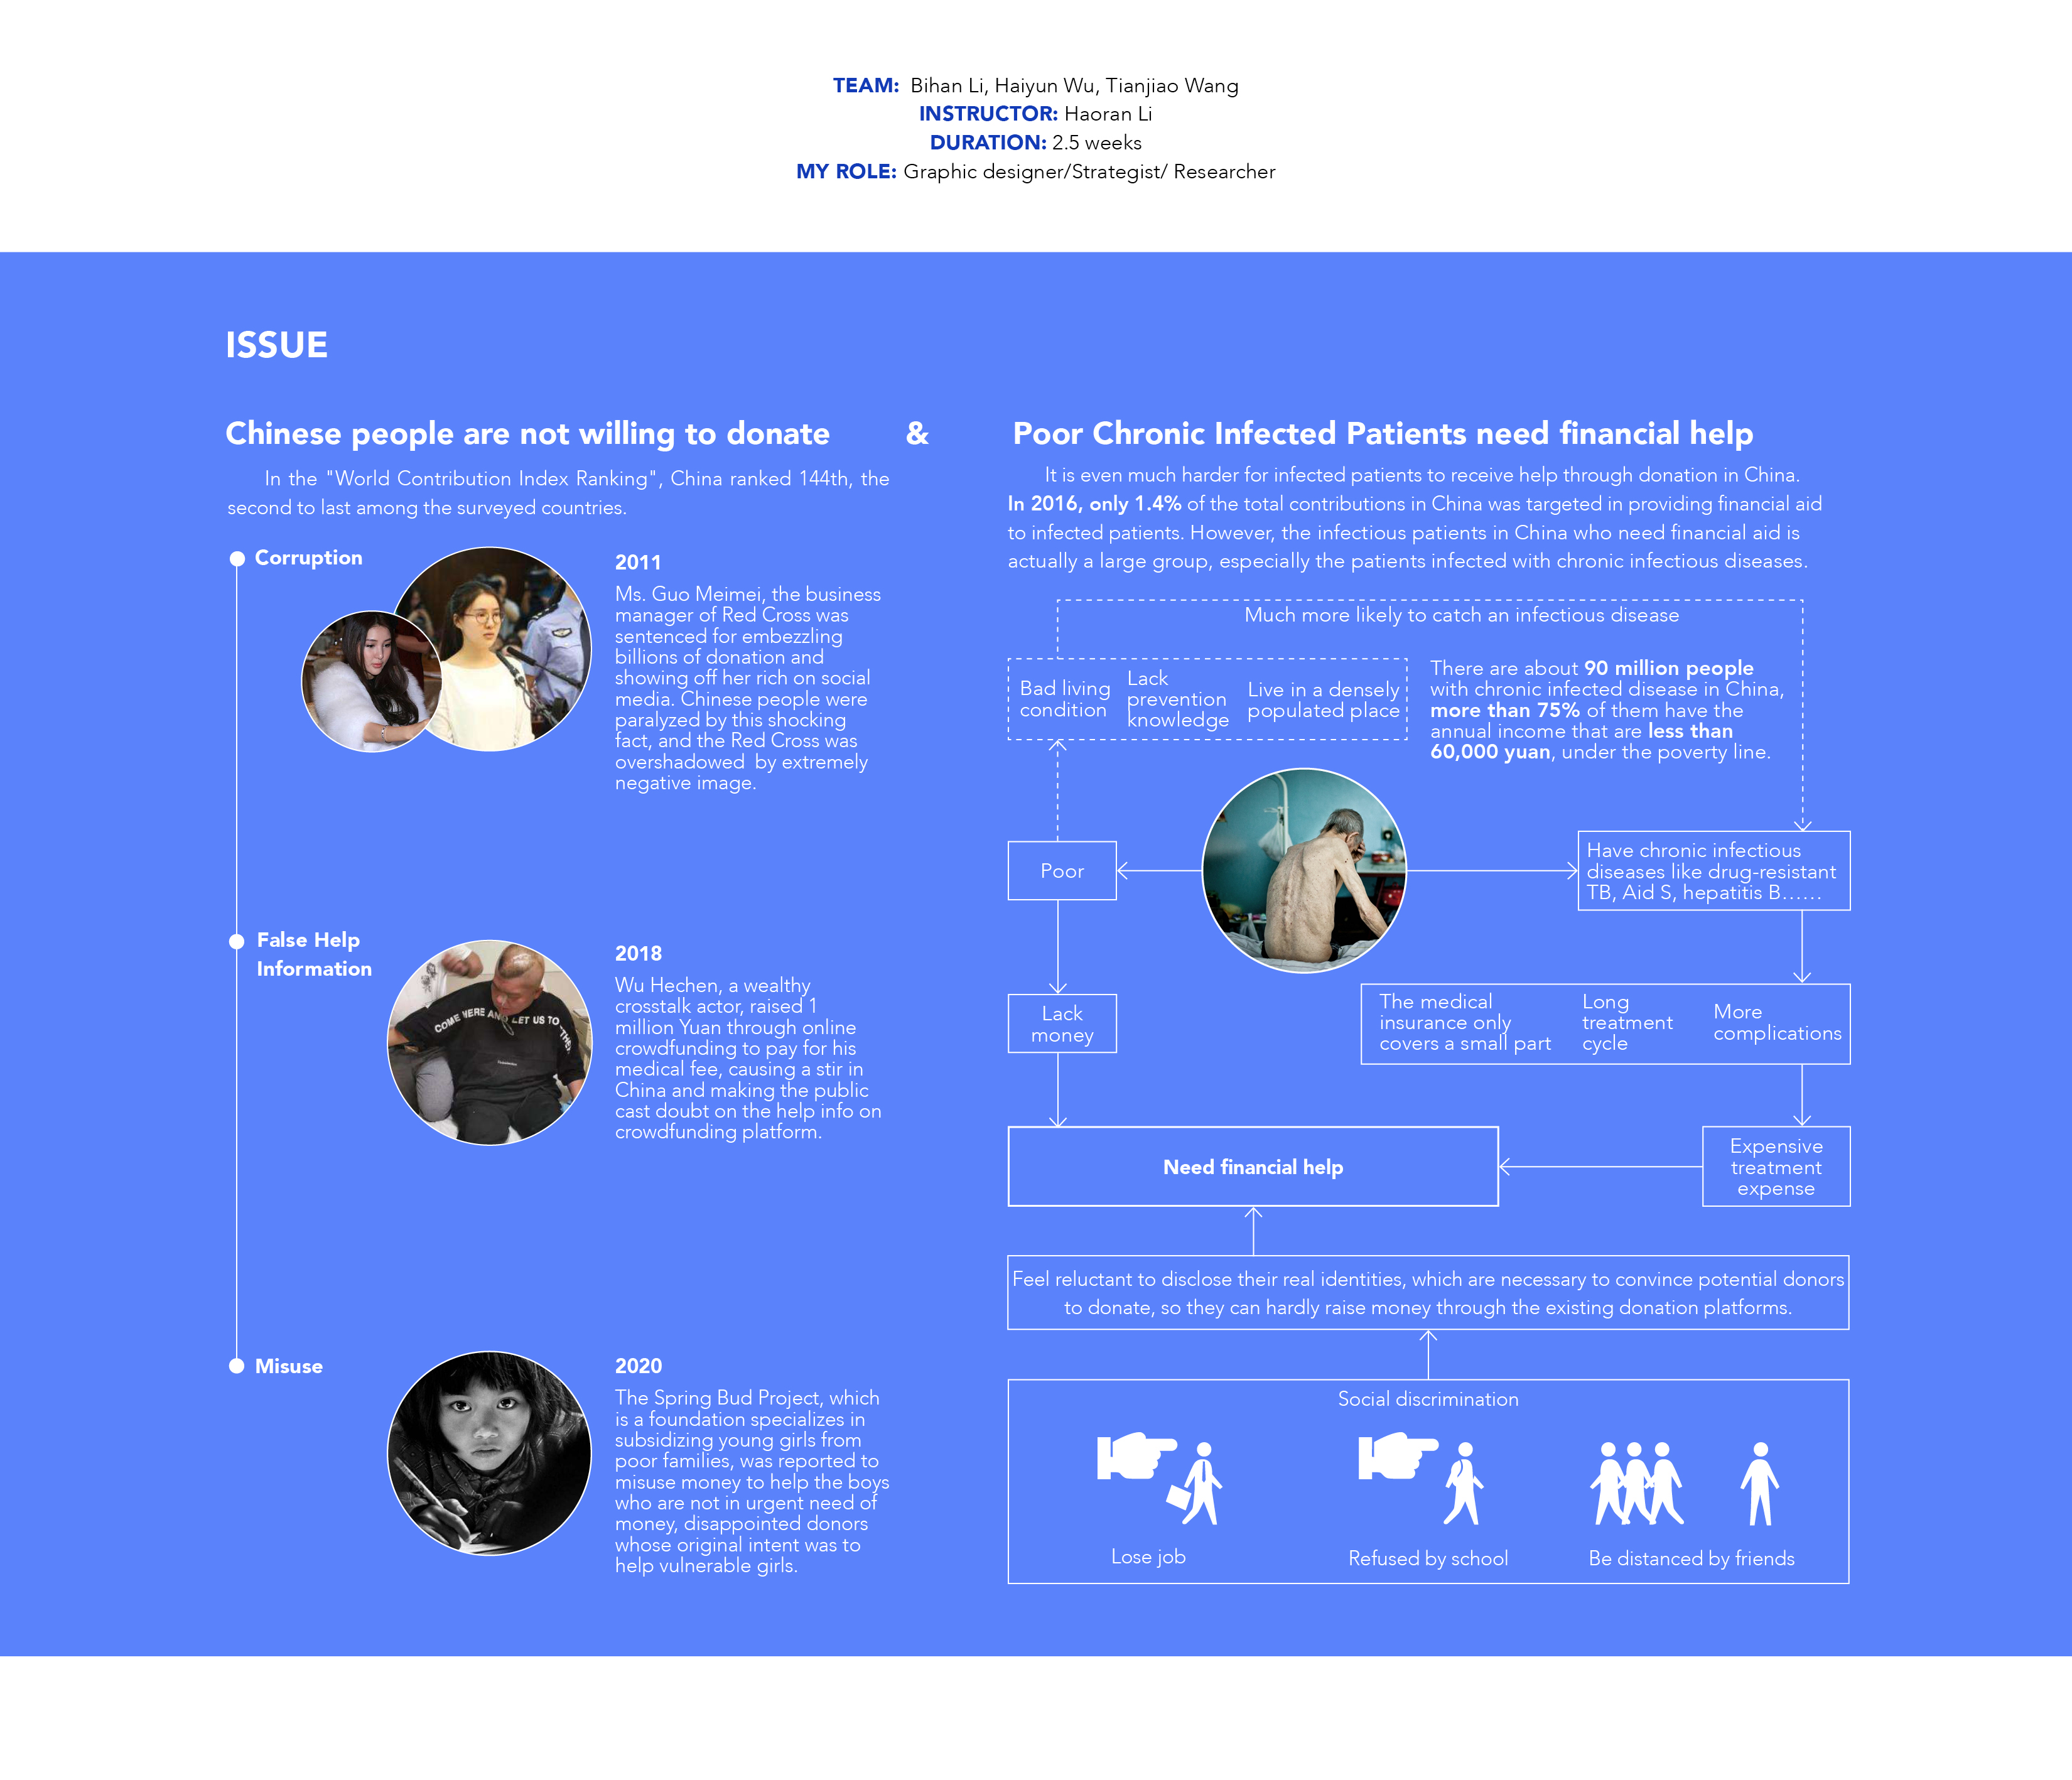 TEAM: Bihan Li, Haiyun Wu, Tianjiao Wang
INSTRUCTOR: Haoran Li
DURATION: 2.5 weeks
MY ROLE: Graphic designer/Strategist/ Researcher
ISSUE
Chinese people are not willing to donate
In the "World Contribution Index Ranking", China ranked 144th, the
second to last among the surveyed countries.
Corruption
2011
Ms. Guo Meimei, the business
manager of Red Cross was
sentenced for embezzling
billions of donation and
showing off her rich on social
media. Chinese people were
paralyzed by this shocking
fact, and the Red Cross was
overshadowed by extremely
negative image.
False Help
Information
COME HERE AND LET US TO
2018
Wu Hechen, a wealthy
crosstalk actor, raised 1
million Yuan through online
crowdfunding to pay for his
medical fee, causing a stir in
China and making the public
cast doubt on the help info on
crowdfunding platform.
Misuse
2020
The Spring Bud Project, which
is a foundation specializes in
subsidizing young girls from
poor families, was reported to
misuse money to help the boys
who are not in urgent need of
money, disappointed donors
whose original intent was to
help vulnerable girls.
&
Poor Chronic Infected Patients need financial help
It is even much harder for infected patients to receive help through donation in China.
In 2016, only 1.4% of the total contributions in China was targeted in providing financial aid
to infected patients. However, the infectious patients in China who need financial aid is
actually a large group, especially the patients infected with chronic infectious diseases.
Much more likely to catch an infectious disease
Bad living
condition
Lack
prevention
knowledge
Live in a densely
populated place
There are about 90 million people
with chronic infected disease in China,
more than 75% of them have the
annual income that are less than
60,000 yuan, under the poverty line.
Poor
Have chronic infectious
diseases like drug-resistant
TB, Aid S, hepatitis B......
Lack
money
The medical
insurance only
covers a small part
Long
treatment
cycle
More
complications
Need financial help
Expensive
treatment
expense
Feel reluctant to disclose their real identities, which are necessary to convince potential donors
to donate, so they can hardly raise money through the existing donation platforms.
Social discrimination
Lose job
Refused by school
Be distanced by friends